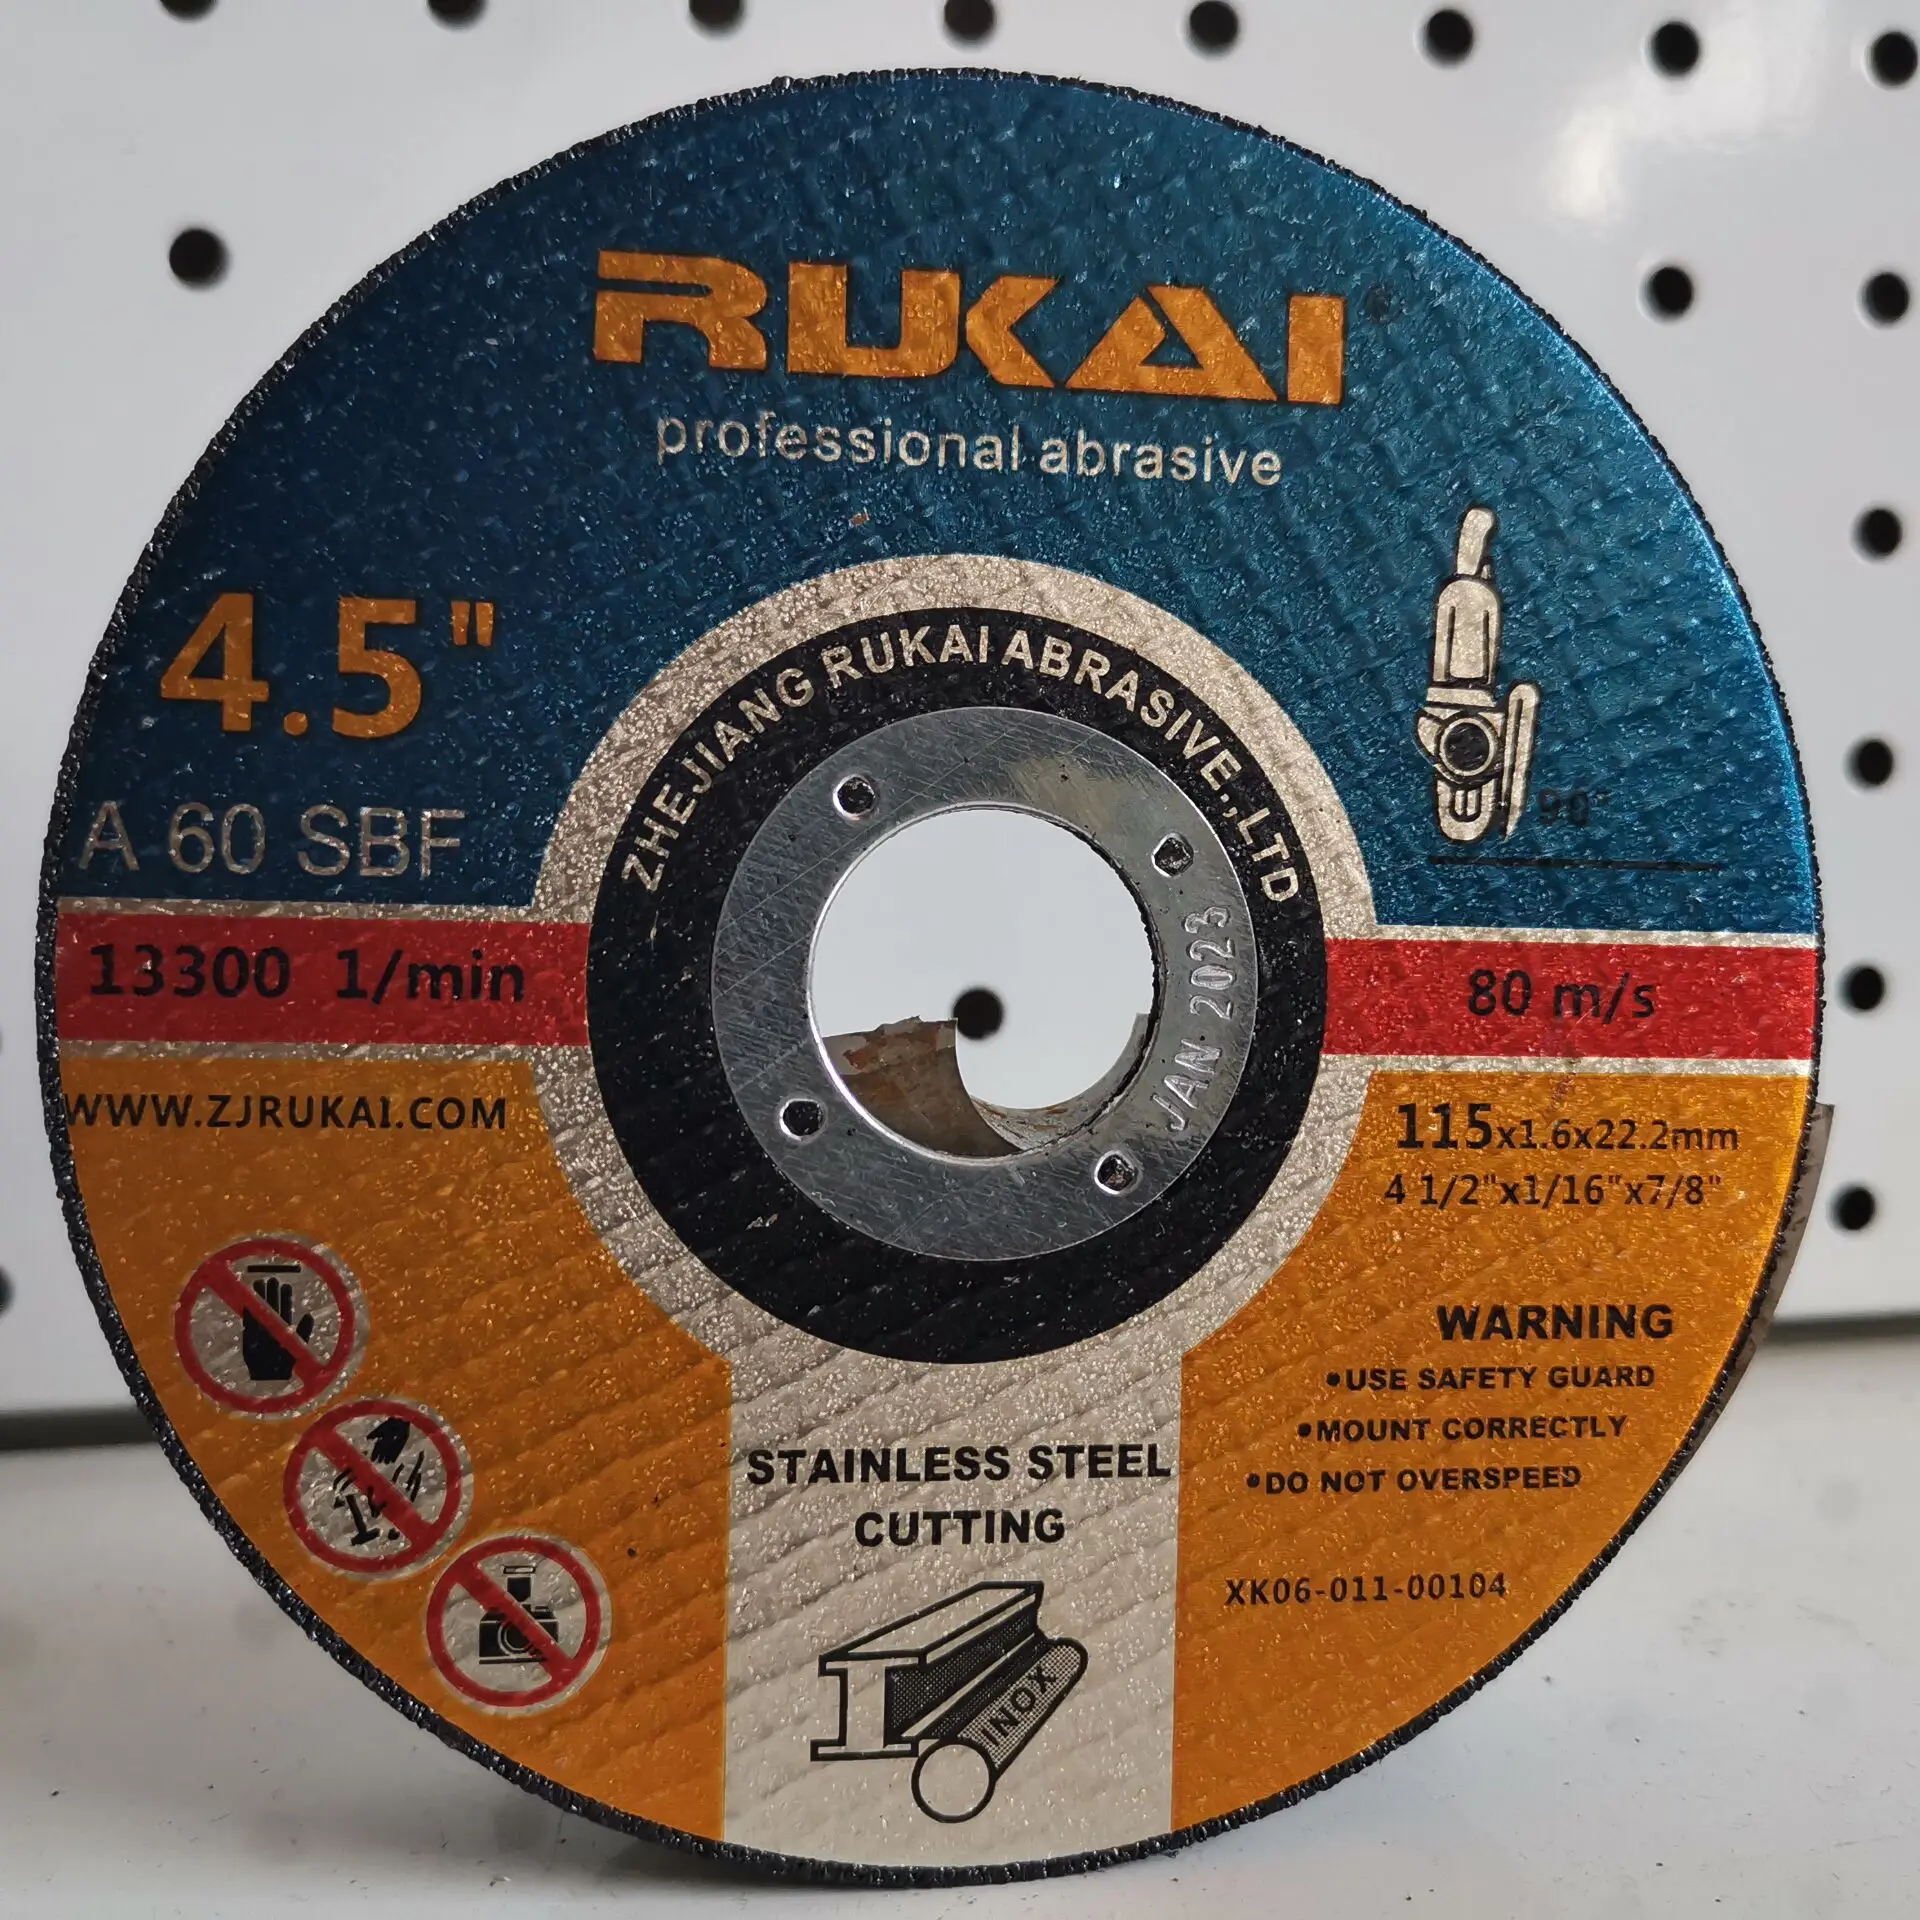 RUKAI
professional abrasive
4.5"
A 60 SBF
ZHEJIANG RUKAI ABRASIVE.,LTD
90°
13300 1/min
80 m/s
JAN 2023
WWW.ZJRUKAI.COM
115x1.6x22.2mm
4 1/2"x1/16"x7/8"
WARNING
•USE SAFETY GUARD
•MOUNT CORRECTLY
•DO NOT OVERSPEED
STAINLESS STEEL
CUTTING
XK06-011-00104
INOX